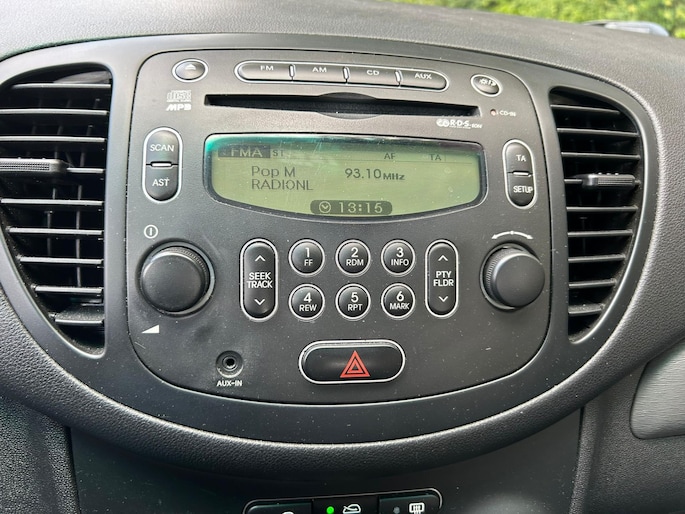 FM AM CD AUX
MP3
R·D·S EON
CD-IN
SCAN
AST
FMA ST AF TA
Pop M 93.10 MHz
RADIONL
13:15
TA
SETUP
SEEK
TRACK
1 FF
2 RDM
3 INFO
4 REW
5 RPT
6 MARK
PTY
FLDR
AUX-IN